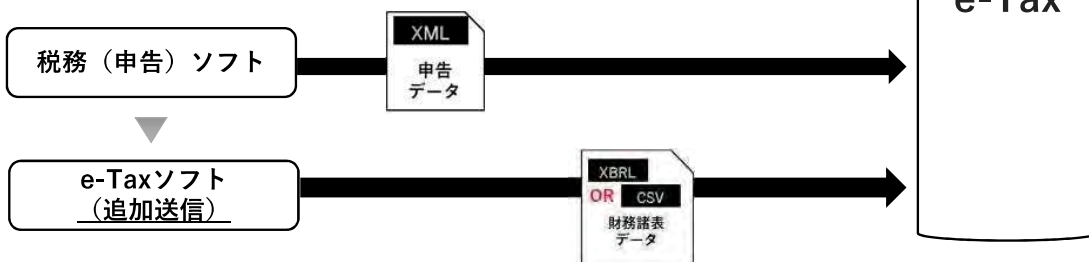 e-Tax
税務（申告）ソフト
XML
申告
データ
e-Taxソフト
（追加送信）
XBRL
OR CSV
財務諸表
データ